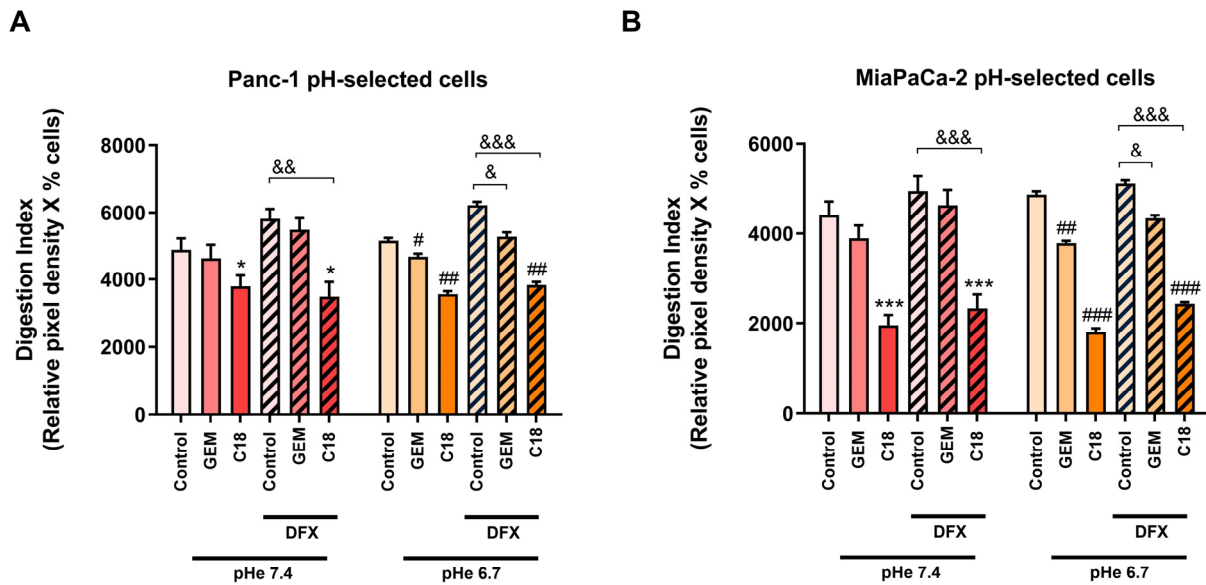 A
Panc-1 pH-selected cells
Digestion Index
(Relative pixel density X % cells)
8000
6000
4000
2000
0
&&
&&&
&
*
*
#
##
##
Control
GEM
C18
Control
GEM
C18
Control
GEM
C18
Control
GEM
C18
DFX
DFX
pHe 7.4
pHe 6.7
B
MiaPaCa-2 pH-selected cells
Digestion Index
(Relative pixel density X % cells)
6000
4000
2000
0
&&&
&&&
&
***
***
##
###
###
Control
GEM
C18
Control
GEM
C18
Control
GEM
C18
Control
GEM
C18
DFX
DFX
pHe 7.4
pHe 6.7